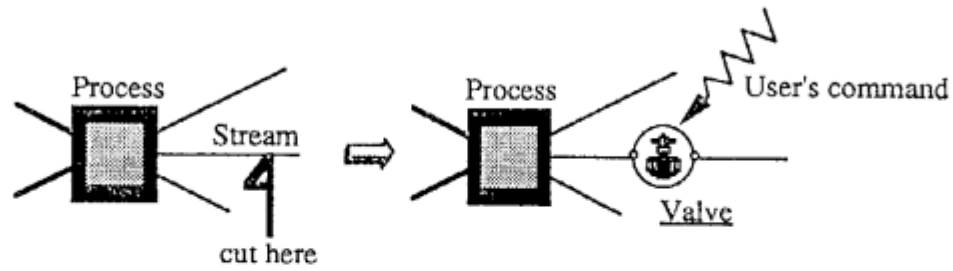 Process
Stream
cut here
Process
User's command
Valve